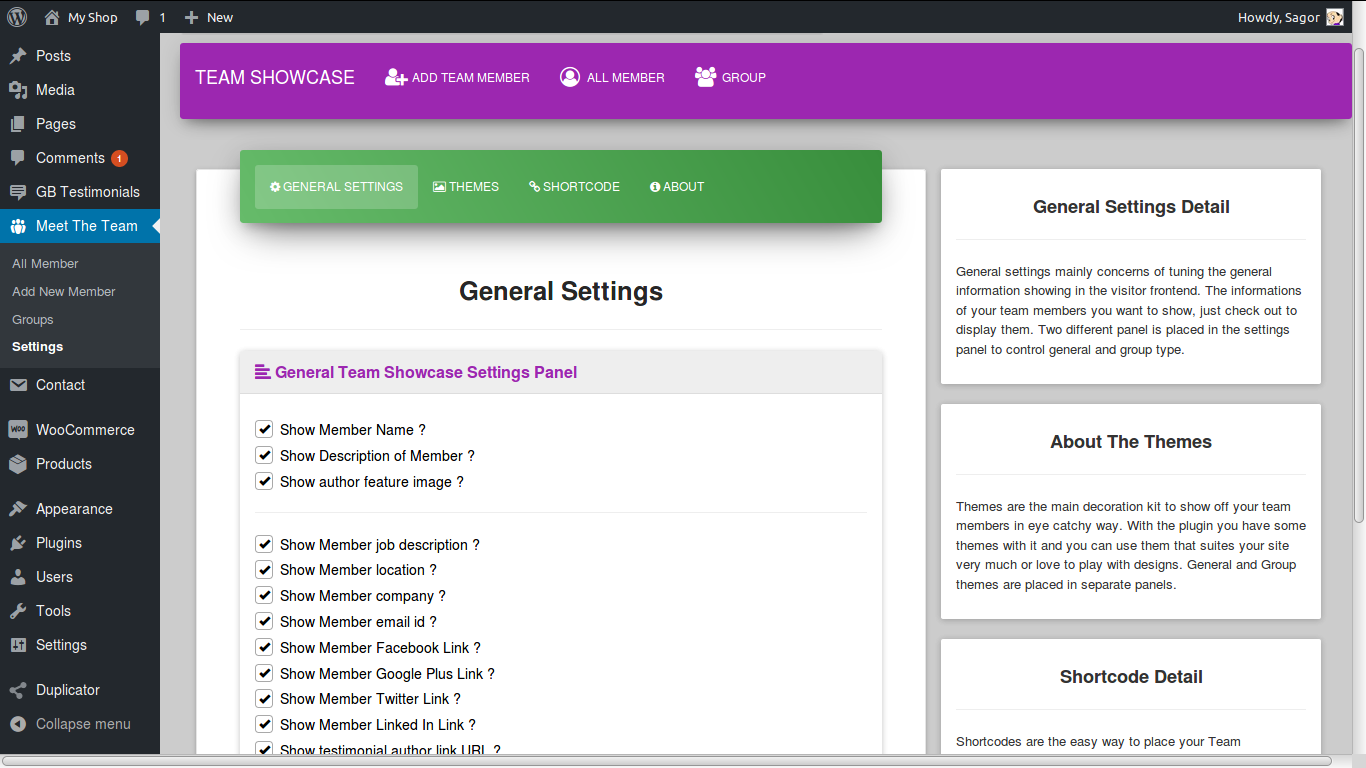 My Shop
1
New
Howdy, Sagor
Posts
Media
Pages
Comments 1
GB Testimonials
Meet The Team
All Member
Add New Member
Groups
Settings
Contact
WOO WooCommerce
Products
Appearance
Plugins
Users
Tools
Settings
Duplicator
Collapse menu
TEAM SHOWCASE
ADD TEAM MEMBER
ALL MEMBER
GROUP
GENERAL SETTINGS
THEMES
SHORTCODE
ABOUT
General Settings
General Team Showcase Settings Panel
Show Member Name ?
Show Description of Member ?
Show author feature image ?
Show Member job description ?
Show Member location ?
Show Member company ?
Show Member email id ?
Show Member Facebook Link ?
Show Member Google Plus Link ?
Show Member Twitter Link ?
Show Member Linked In Link ?
Show testimonial author link URL ?
General Settings Detail
General settings mainly concerns of tuning the general
information showing in the visitor frontend. The informations
of your team members you want to show, just check out to
display them. Two different panel is placed in the settings
panel to control general and group type.
About The Themes
Themes are the main decoration kit to show off your team
members in eye catchy way. With the plugin you have some
themes with it and you can use them that suites your site
very much or love to play with designs. General and Group
themes are placed in separate panels.
Shortcode Detail
Shortcodes are the easy way to place your Team